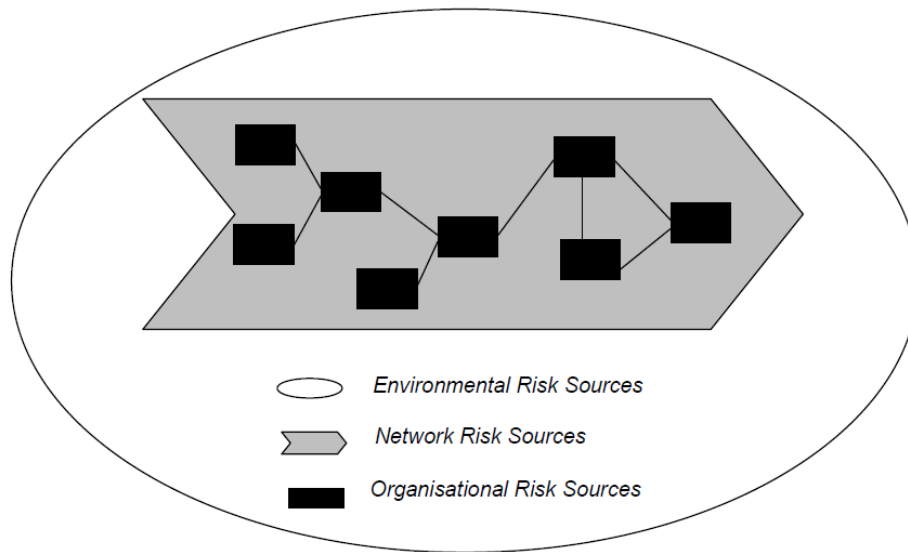 Environmental Risk Sources
Network Risk Sources
Organisational Risk Sources